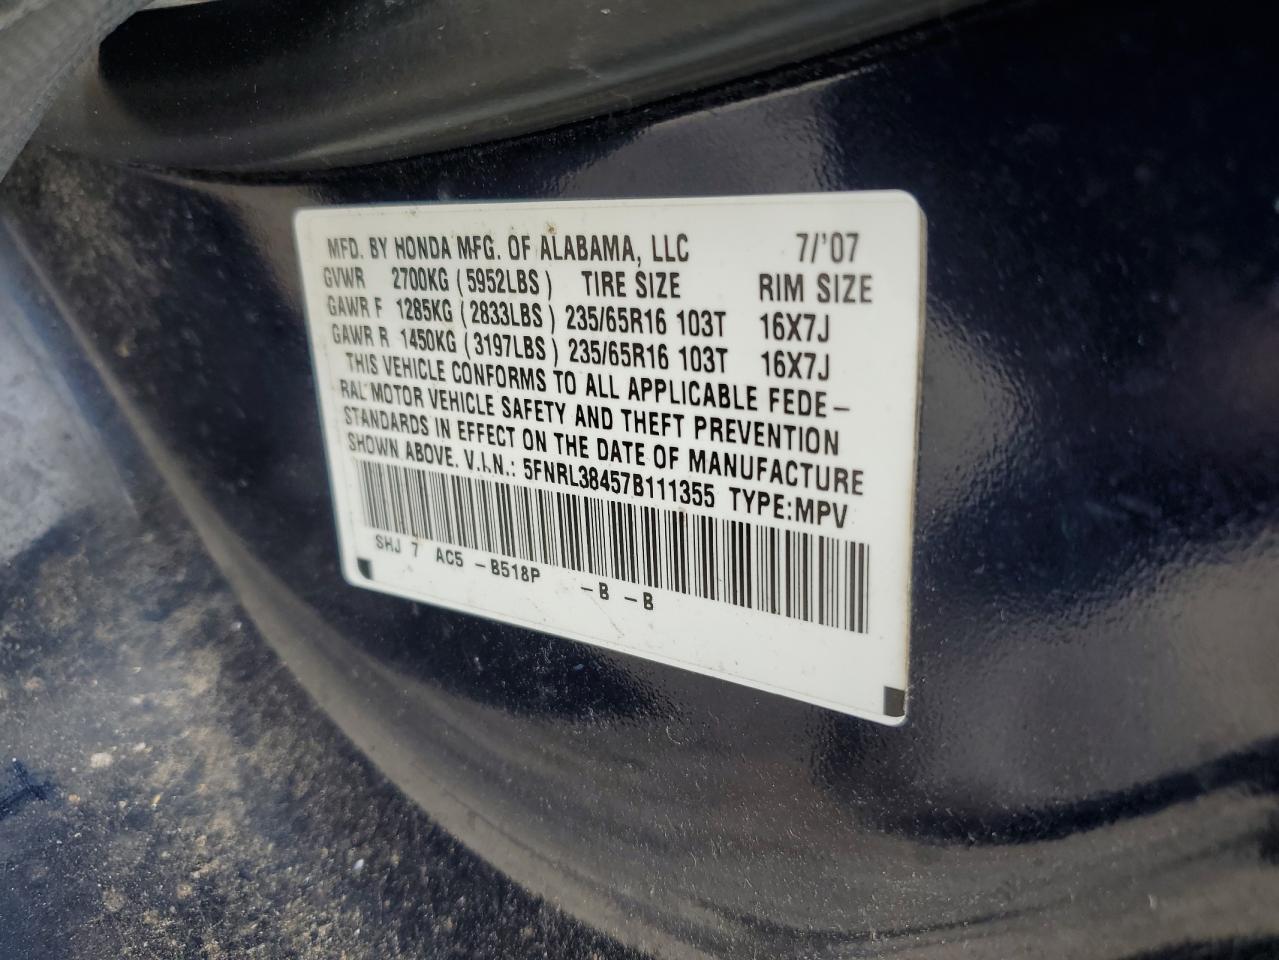 MFD. BY HONDA MFG. OF ALABAMA, LLC 7/'07
GVWR 2700KG (5952LBS) TIRE SIZE RIM SIZE
GAWR F 1285KG (2833LBS) 235/65R16 103T 16X7J
GAWR R 1450KG (3197LBS) 235/65R16 103T 16X7J
THIS VEHICLE CONFORMS TO ALL APPLICABLE FEDE-
RAL MOTOR VEHICLE SAFETY AND THEFT PREVENTION
STANDARDS IN EFFECT ON THE DATE OF MANUFACTURE
SHOWN ABOVE. V.I.N.: 5FNRL38457B111355 TYPE:MPV
SHJ 7 AC5 -B518P -B -B